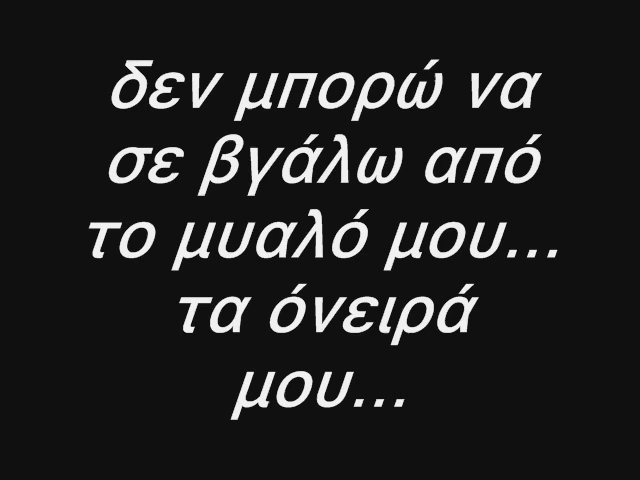 δεν μπορώ να
σε βγάλω από
το μυαλό μου...
τα όνειρά
μου...